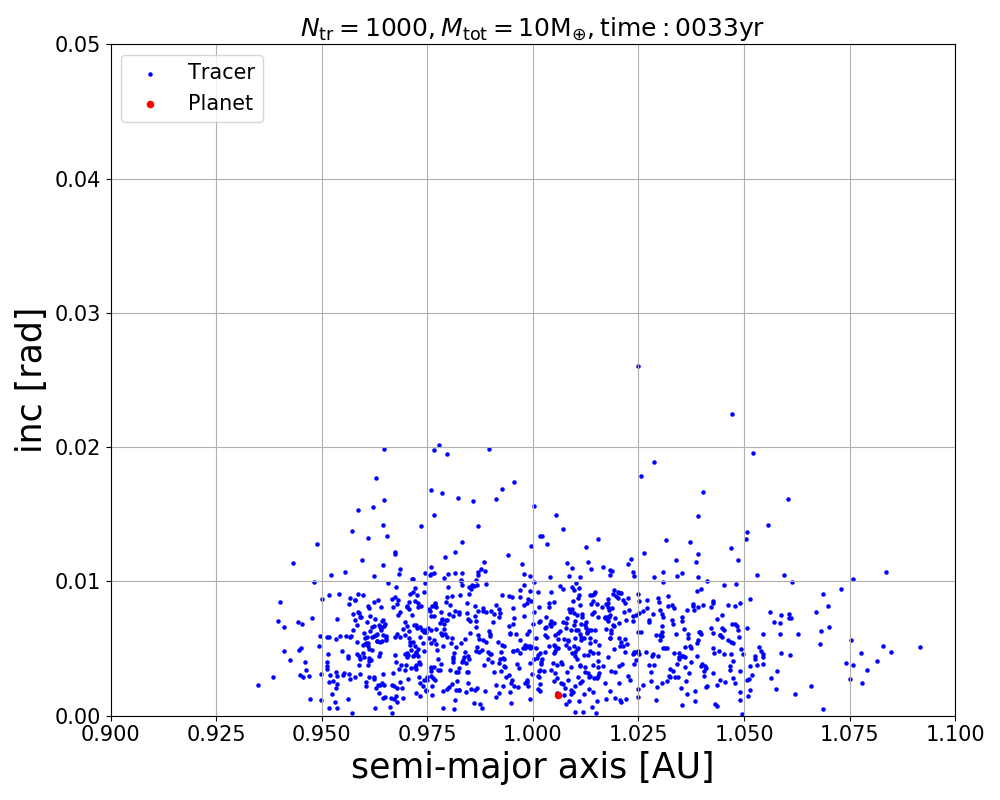 N_tr = 1000, M_tot = 10M_⊕, time : 0033yr
Tracer
Planet
inc [rad]
0.05
0.04
0.03
0.02
0.01
0.00
0.900 0.925 0.950 0.975 1.000 1.025 1.050 1.075 1.100
semi-major axis [AU]